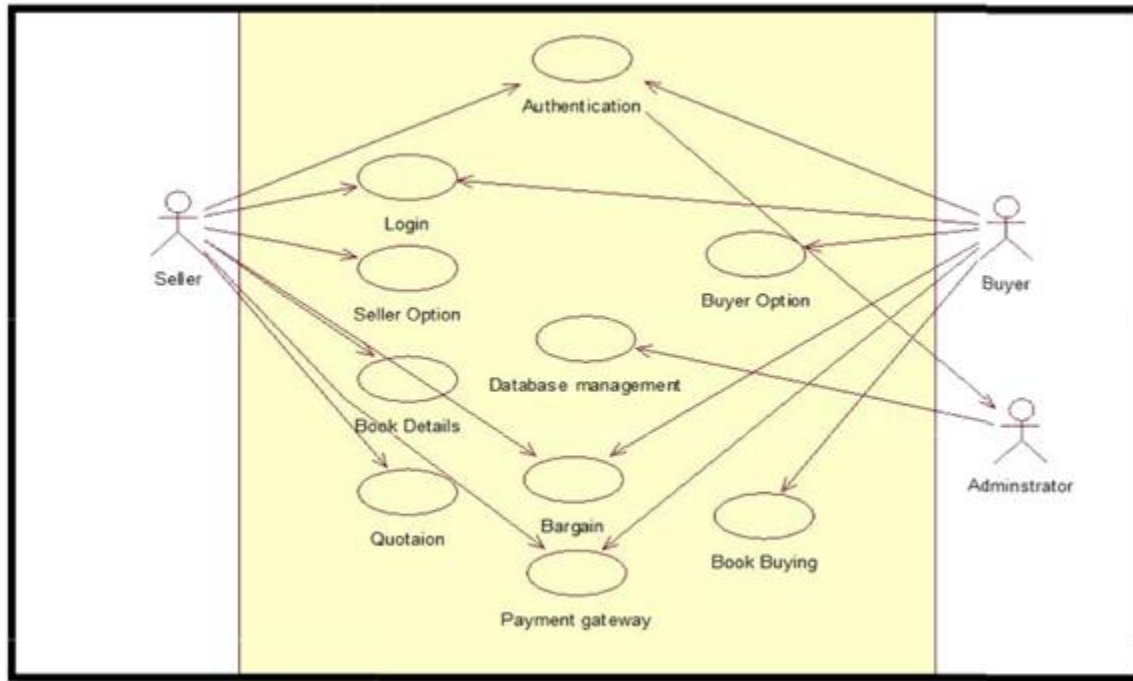 Authentication
Login
Seller
Buyer
Seller Option
Buyer Option
Database management
Book Details
Adminstrator
Bargain
Quotaion
Book Buying
Payment gateway